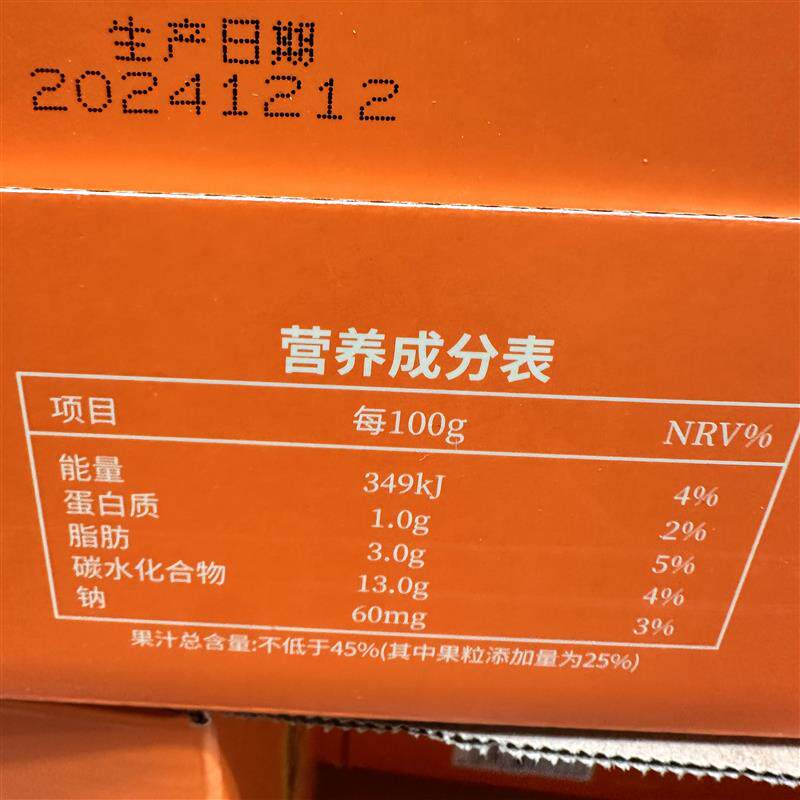 生产日期
20241212
营养成分表
项目 每100g NRV%
能量 349kJ 4%
蛋白质 1.0g 2%
脂肪 3.0g 5%
碳水化合物 13.0g 4%
钠 60mg 3%
果汁总含量:不低于45%(其中果粒添加量为25%)